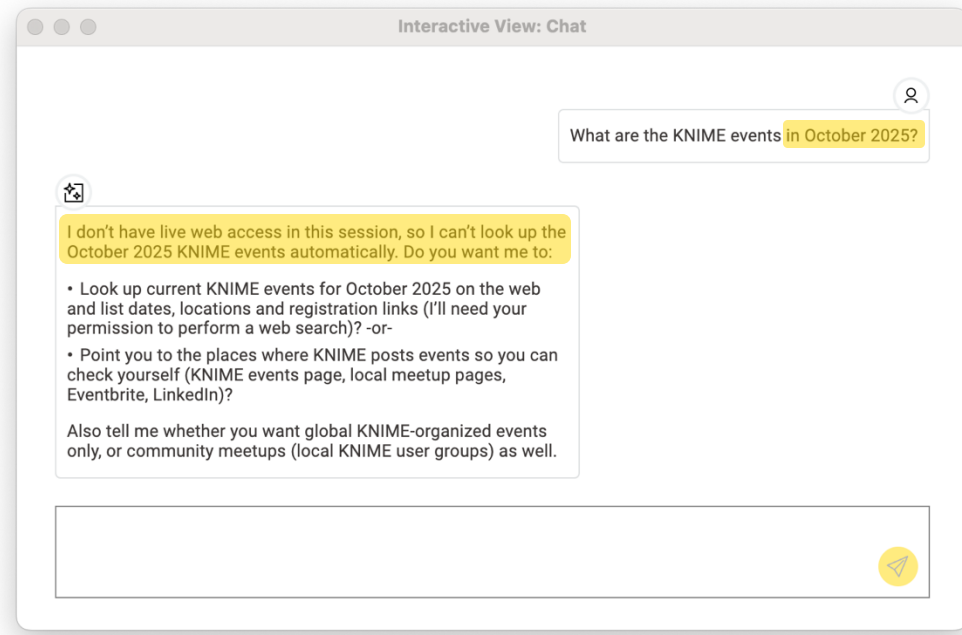 Interactive View: Chat
What are the KNIME events in October 2025?
I don’t have live web access in this session, so I can’t look up the
October 2025 KNIME events automatically. Do you want me to:
• Look up current KNIME events for October 2025 on the web
and list dates, locations and registration links (I’ll need your
permission to perform a web search)? -or-
• Point you to the places where KNIME posts events so you can
check yourself (KNIME events page, local meetup pages,
Eventbrite, LinkedIn)?
Also tell me whether you want global KNIME-organized events
only, or community meetups (local KNIME user groups) as well.